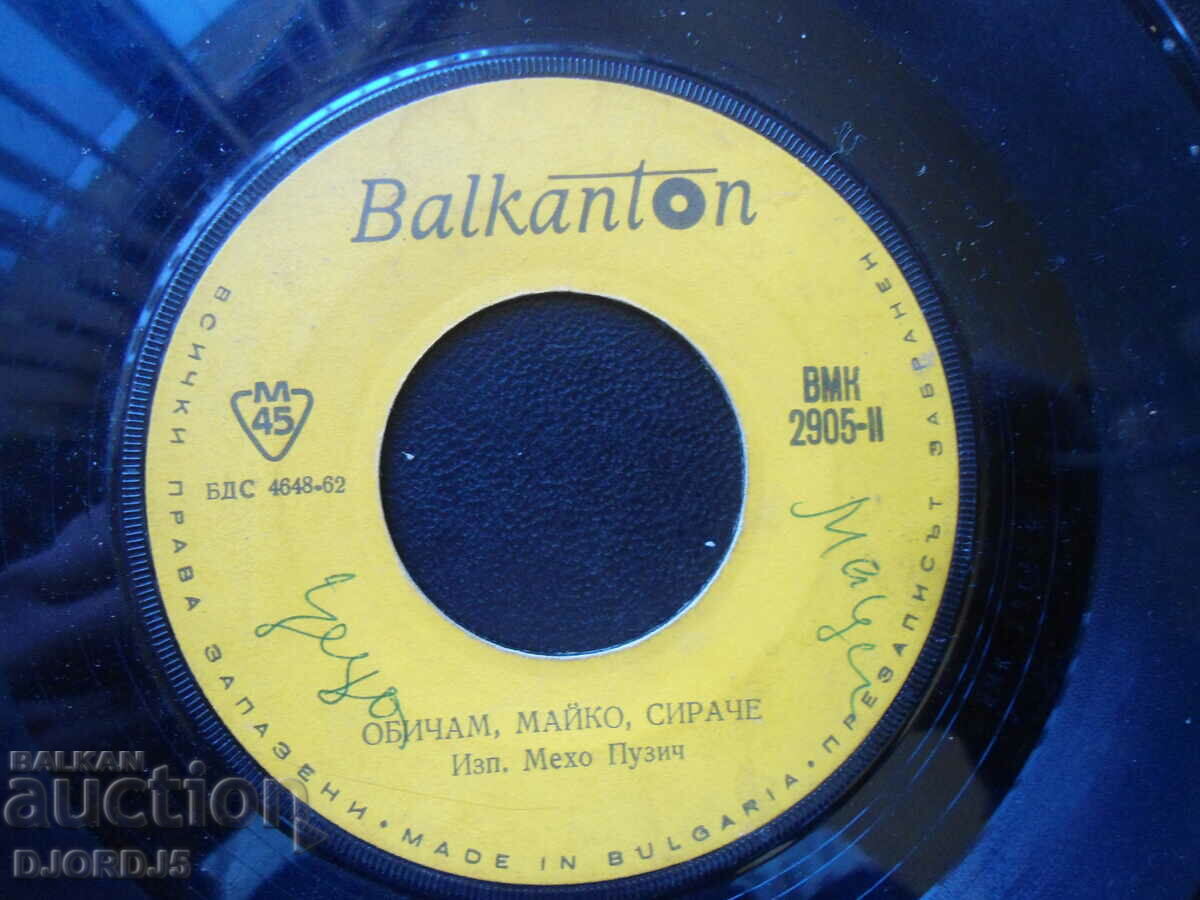 Balkanton
М
45
БДС 4648-62
ВМК
2905-II
ОБИЧАМ, МАЙКО, СИРАЧЕ
Изп. Мехо Пузич
ВСИЧКИ ПРАВА ЗАПАЗЕНИ • MADE IN BULGARIA • ПРЕЗАПИСЪТ ЗАБРАНЕН
BALKAN
auction
DJORDJ5